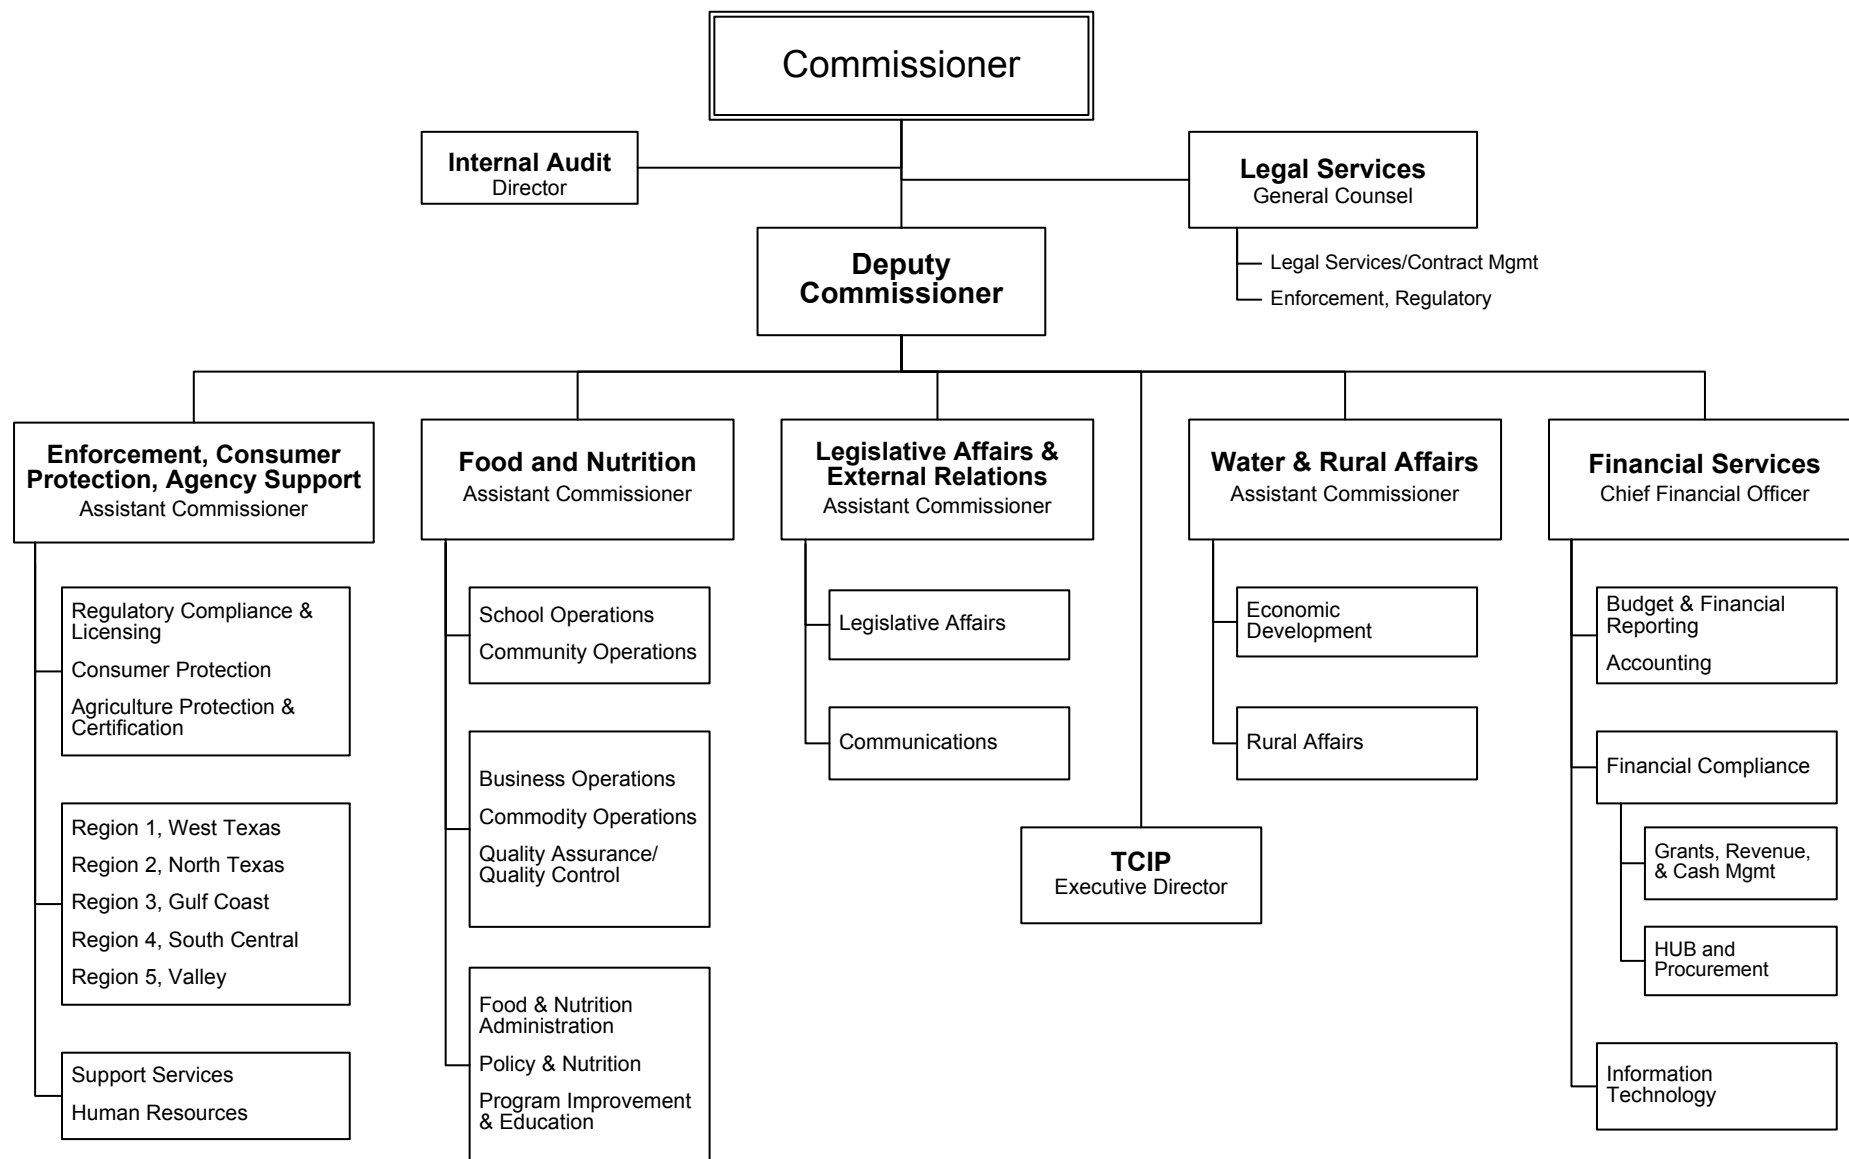 Commissioner
Internal Audit
Director
Legal Services
General Counsel
Legal Services/Contract Mgmt
Enforcement, Regulatory
Deputy
Commissioner
Enforcement, Consumer
Protection, Agency Support
Assistant Commissioner
Regulatory Compliance &
Licensing
Consumer Protection
Agriculture Protection &
Certification
Region 1, West Texas
Region 2, North Texas
Region 3, Gulf Coast
Region 4, South Central
Region 5, Valley
Support Services
Human Resources
Food and Nutrition
Assistant Commissioner
School Operations
Community Operations
Business Operations
Commodity Operations
Quality Assurance/
Quality Control
Food & Nutrition
Administration
Policy & Nutrition
Program Improvement
& Education
Legislative Affairs &
External Relations
Assistant Commissioner
Legislative Affairs
Communications
TCIP
Executive Director
Water & Rural Affairs
Assistant Commissioner
Economic
Development
Rural Affairs
Financial Services
Chief Financial Officer
Budget & Financial
Reporting
Accounting
Financial Compliance
Grants, Revenue,
& Cash Mgmt
HUB and
Procurement
Information
Technology